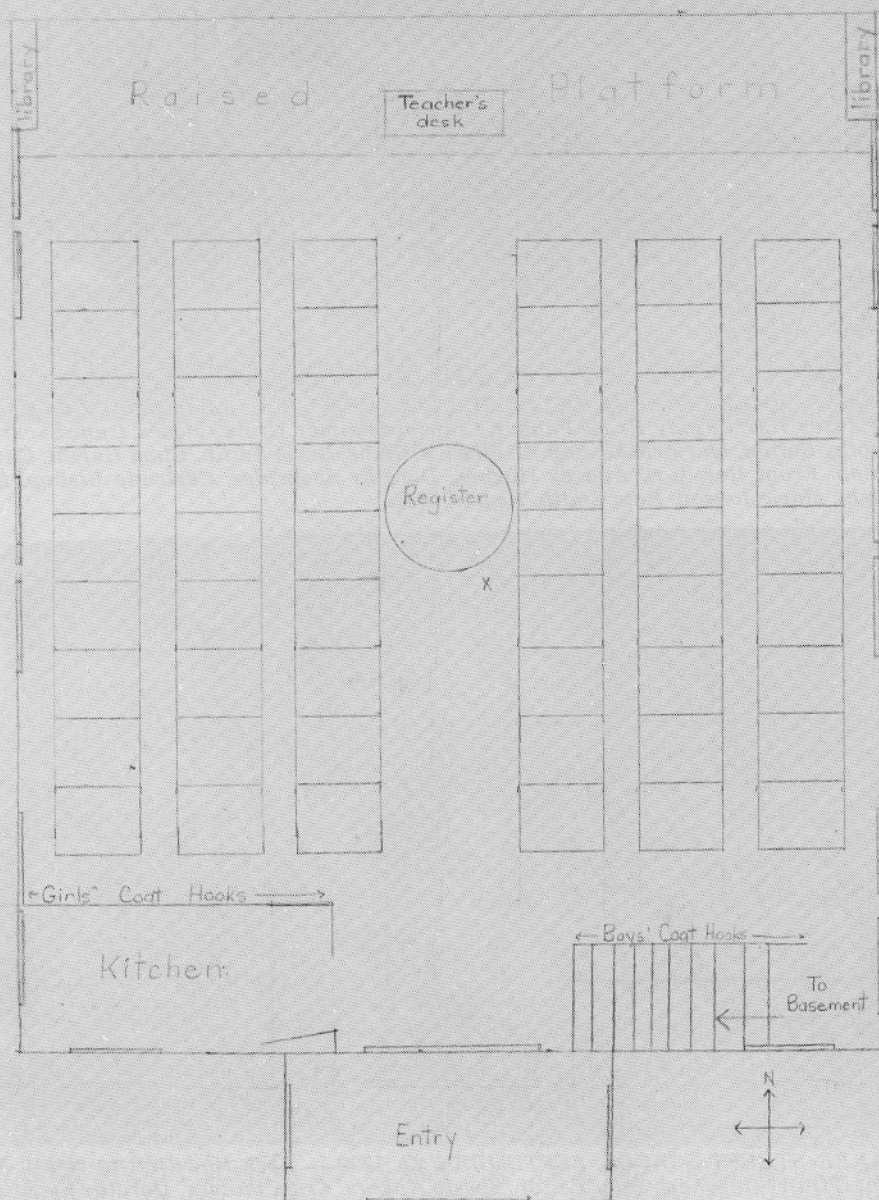 library
Raised Platform
library
Teacher's
desk
Register
X
←Girls' Coat Hooks→
←Boys' Coat Hooks→
Kitchen
To
Basement
N
Entry